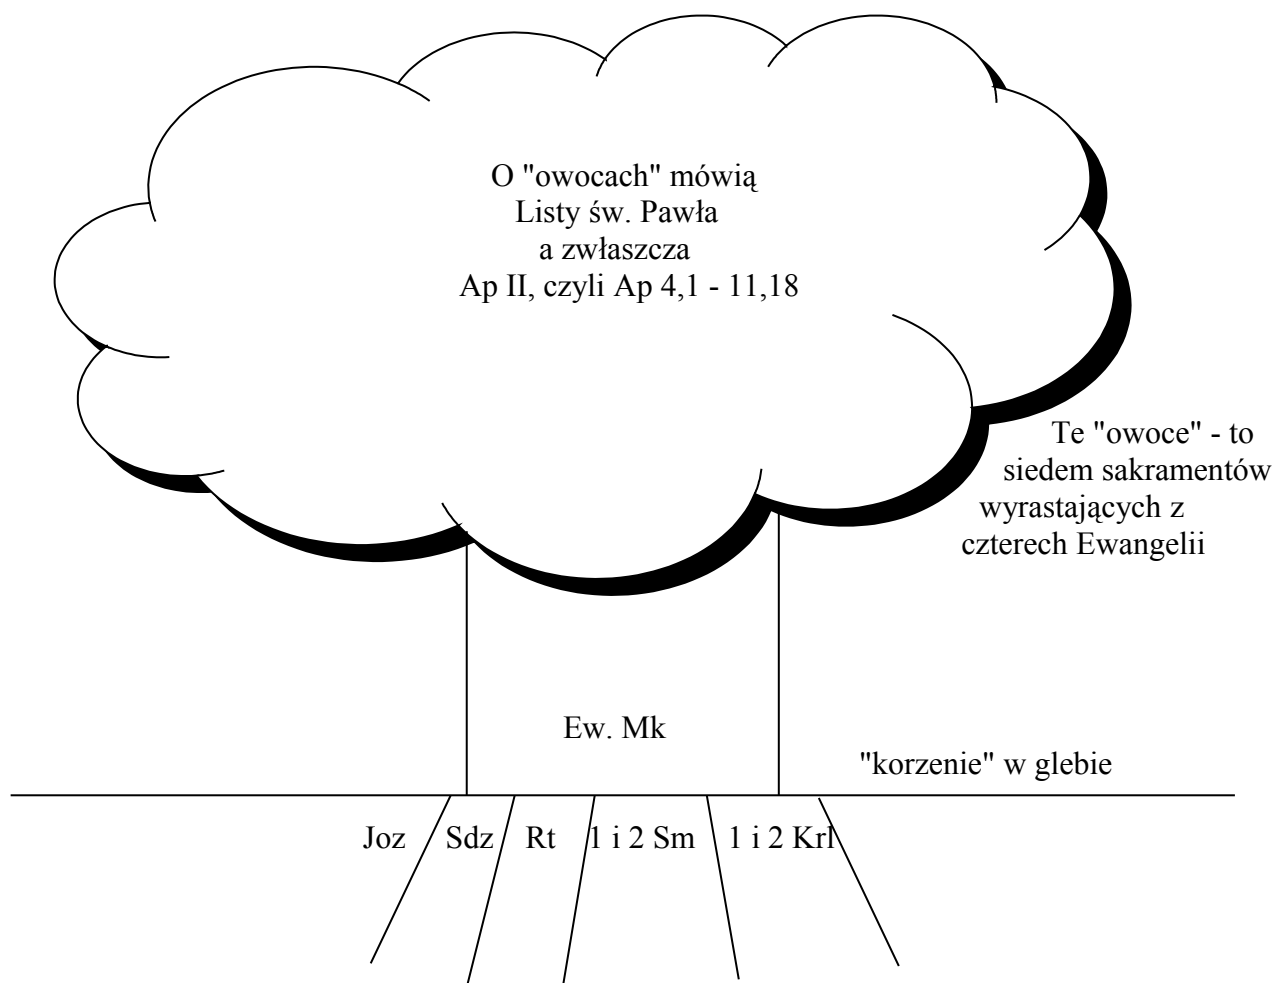 O "owocach" mówią
Listy św. Pawła
a zwłaszcza
Ap II, czyli Ap 4,1 - 11,18
Te "owoce" - to
siedem sakramentów
wyrastających z
czterech Ewangelii
Ew. Mk
"korzenie" w glebie
Joz Sdz Rt 1 i 2 Sm 1 i 2 Krl